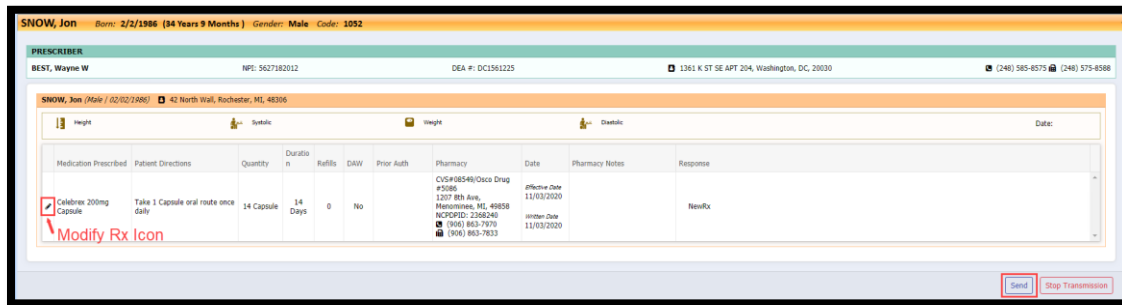 SNOW, Jon Born: 2/2/1986 (34 Years 9 Months ) Gender: Male Code: 1052
PRESCRIBER
BEST, Wayne W NPI: 5627182012 DEA #: DC1561225 1361 K ST SE APT 204, Washington, DC, 20030 (248) 585-8575 (248) 575-8588
SNOW, Jon (Male | 02/02/1986) 42 North Wall, Rochester, MI, 48306
Height Systolic Weight Diastolic Date:
Medication Prescribed Patient Directions Quantity Duratio
n Refills DAW Prior Auth Pharmacy Date Pharmacy Notes Response
Celebrex 200mg
Capsule
Take 1 Capsule oral route once
daily
14 Capsule
14
Days
0
No
CVS#08549/Osco Drug
#5086
1207 8th Ave,
Menominee, MI, 49858
NCPDPID: 2368240
(906) 863-7970
(906) 863-7833
Effective Date
11/03/2020
Written Date
11/03/2020
NewRx
Modify Rx Icon
Send Stop Transmission